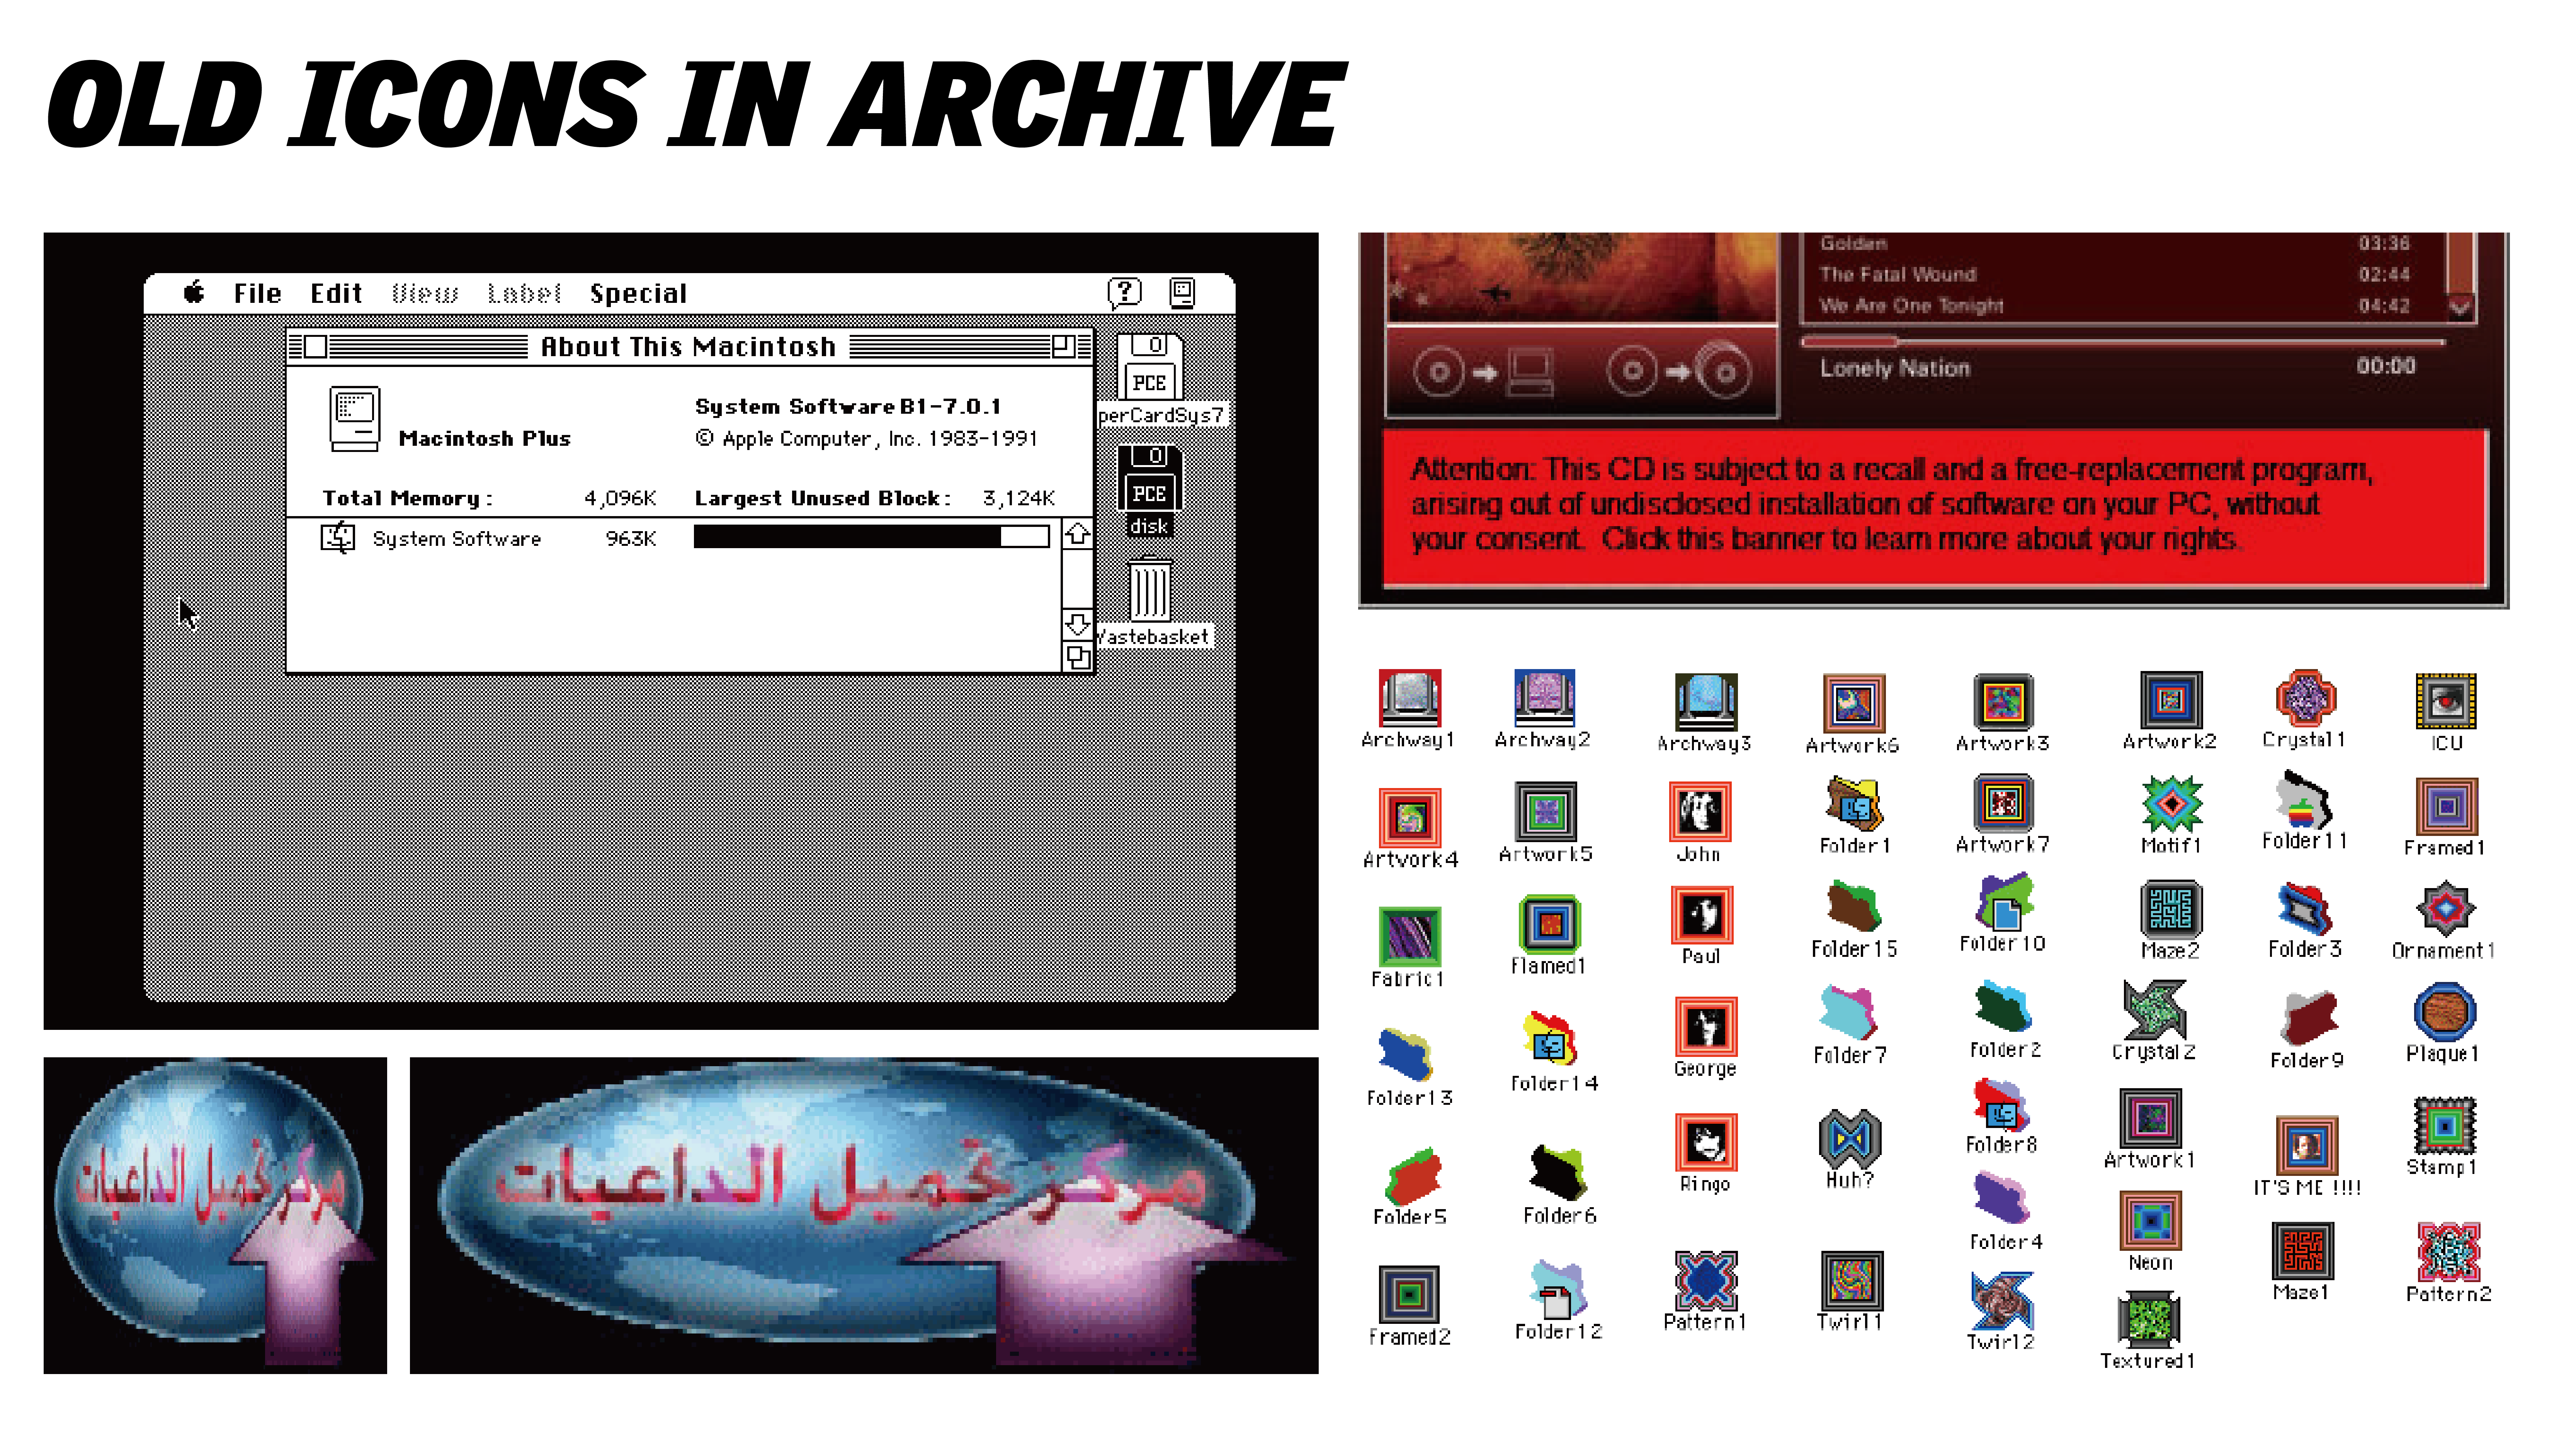 OLD ICONS IN ARCHIVE
File Edit View Label Special
About This Macintosh
Macintosh Plus
System Software B1-7.0.1
© Apple Computer, Inc. 1983-1991
Total Memory : 4,096K Largest Unused Block : 3,124K
System Software 963K
PCE
perCardSys7
PCE
disk
Wastebasket
Golden 03:36
The Fatal Wound 02:44
We Are One Tonight 04:42
Lonely Nation 00:00
Attention: This CD is subject to a recall and a free-replacement program,
arising out of undisclosed installation of software on your PC, without
your consent. Click this banner to learn more about your rights.
Archway1 Archway2 Archway3 Artwork6 Artwork3 Artwork2 Crystal1 ICU
Artwork4 Artwork5 John Folder1 Artwork7 Motif1 Folder11 Framed1
Fabric1 Flamed1 Paul Folder15 Folder10 Maze2 Folder3 Ornament1
Folder13 Folder14 George Folder7 Folder2 Crystal2 Folder9 Plaque1
Folder5 Folder6 Ringo Huh? Folder8 Artwork1 IT'S ME !!!! Stamp1
Folder4 Neon
Framed2 Folder12 Pattern1 Twirl1 Twirl2 Textured1 Maze1 Pattern2
مركز تحميل الداعيات
مركز تحميل الداعيات